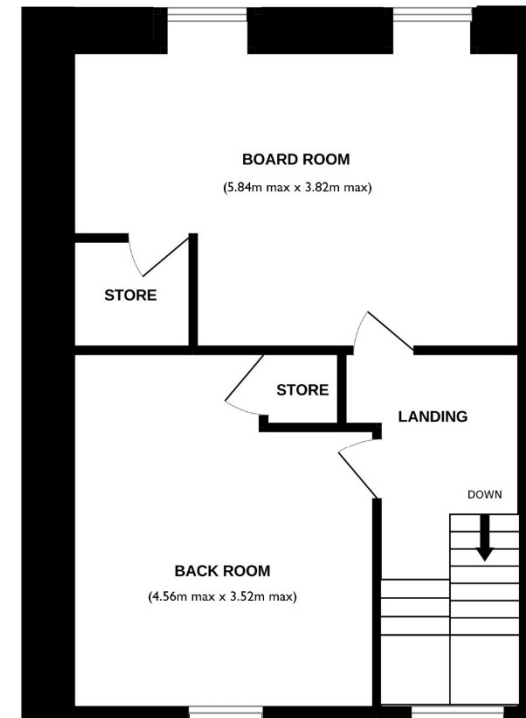 BOARD ROOM
(5.84m max x 3.82m max)
STORE
STORE
LANDING
DOWN
BACK ROOM
(4.56m max x 3.52m max)